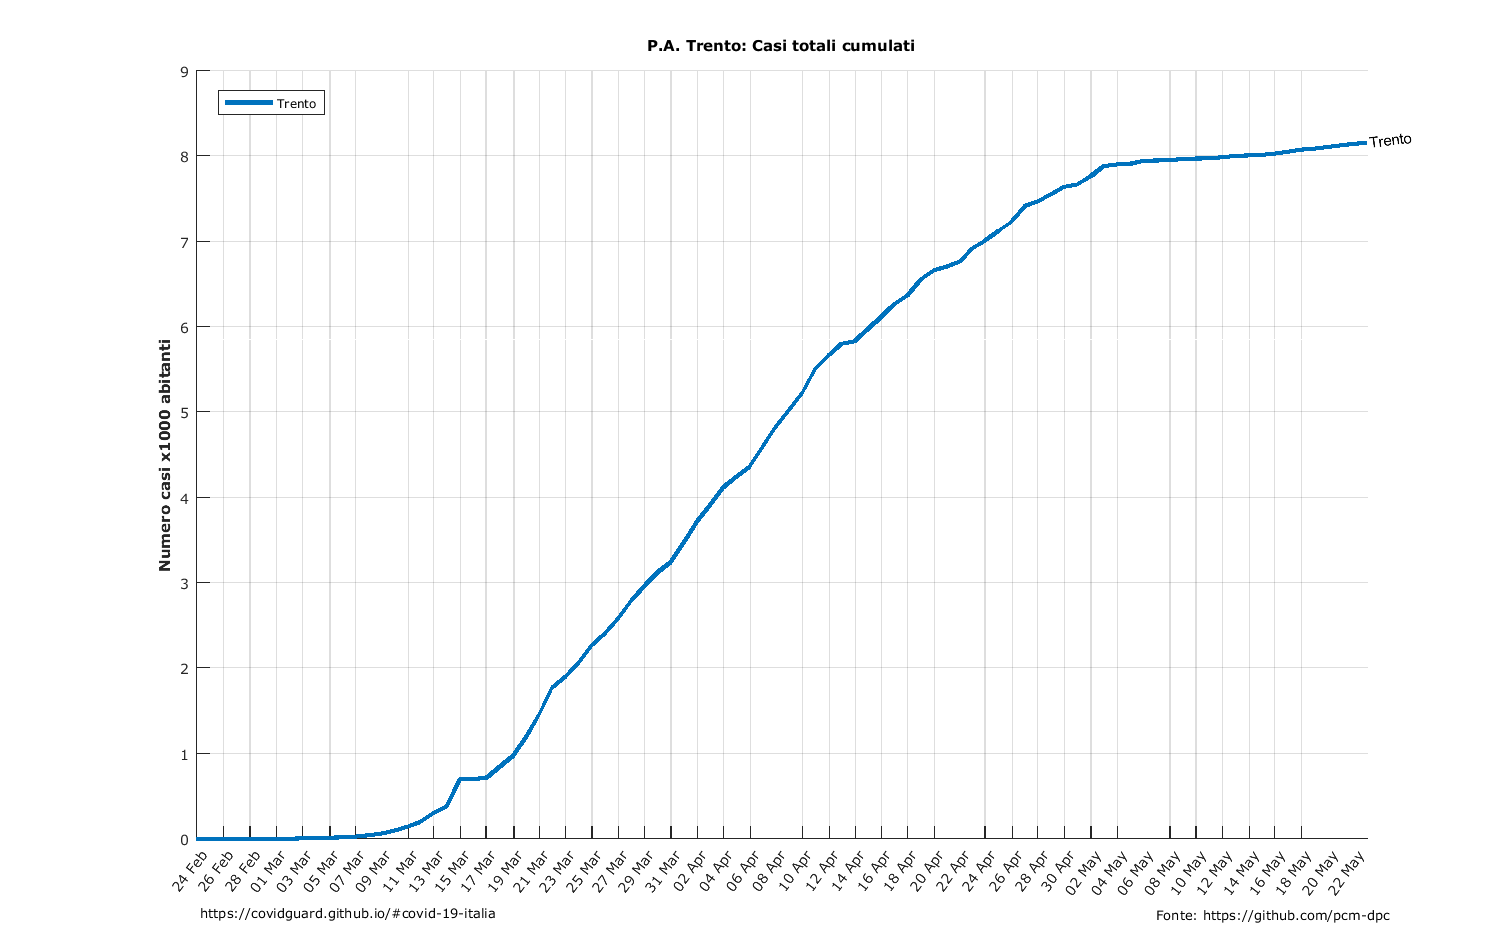 P.A. Trento: Casi totali cumulati
Trento
Trento
Numero casi x1000 abitanti
9
8
7
6
5
4
3
2
1
0
24 Feb
26 Feb
28 Feb
01 Mar
03 Mar
05 Mar
07 Mar
09 Mar
11 Mar
13 Mar
15 Mar
17 Mar
19 Mar
21 Mar
23 Mar
25 Mar
27 Mar
29 Mar
31 Mar
02 Apr
04 Apr
06 Apr
08 Apr
10 Apr
12 Apr
14 Apr
16 Apr
18 Apr
20 Apr
22 Apr
24 Apr
26 Apr
28 Apr
30 Apr
02 May
04 May
06 May
08 May
10 May
12 May
14 May
16 May
18 May
20 May
22 May
https://covidguard.github.io/#covid-19-italia
Fonte: https://github.com/pcm-dpc